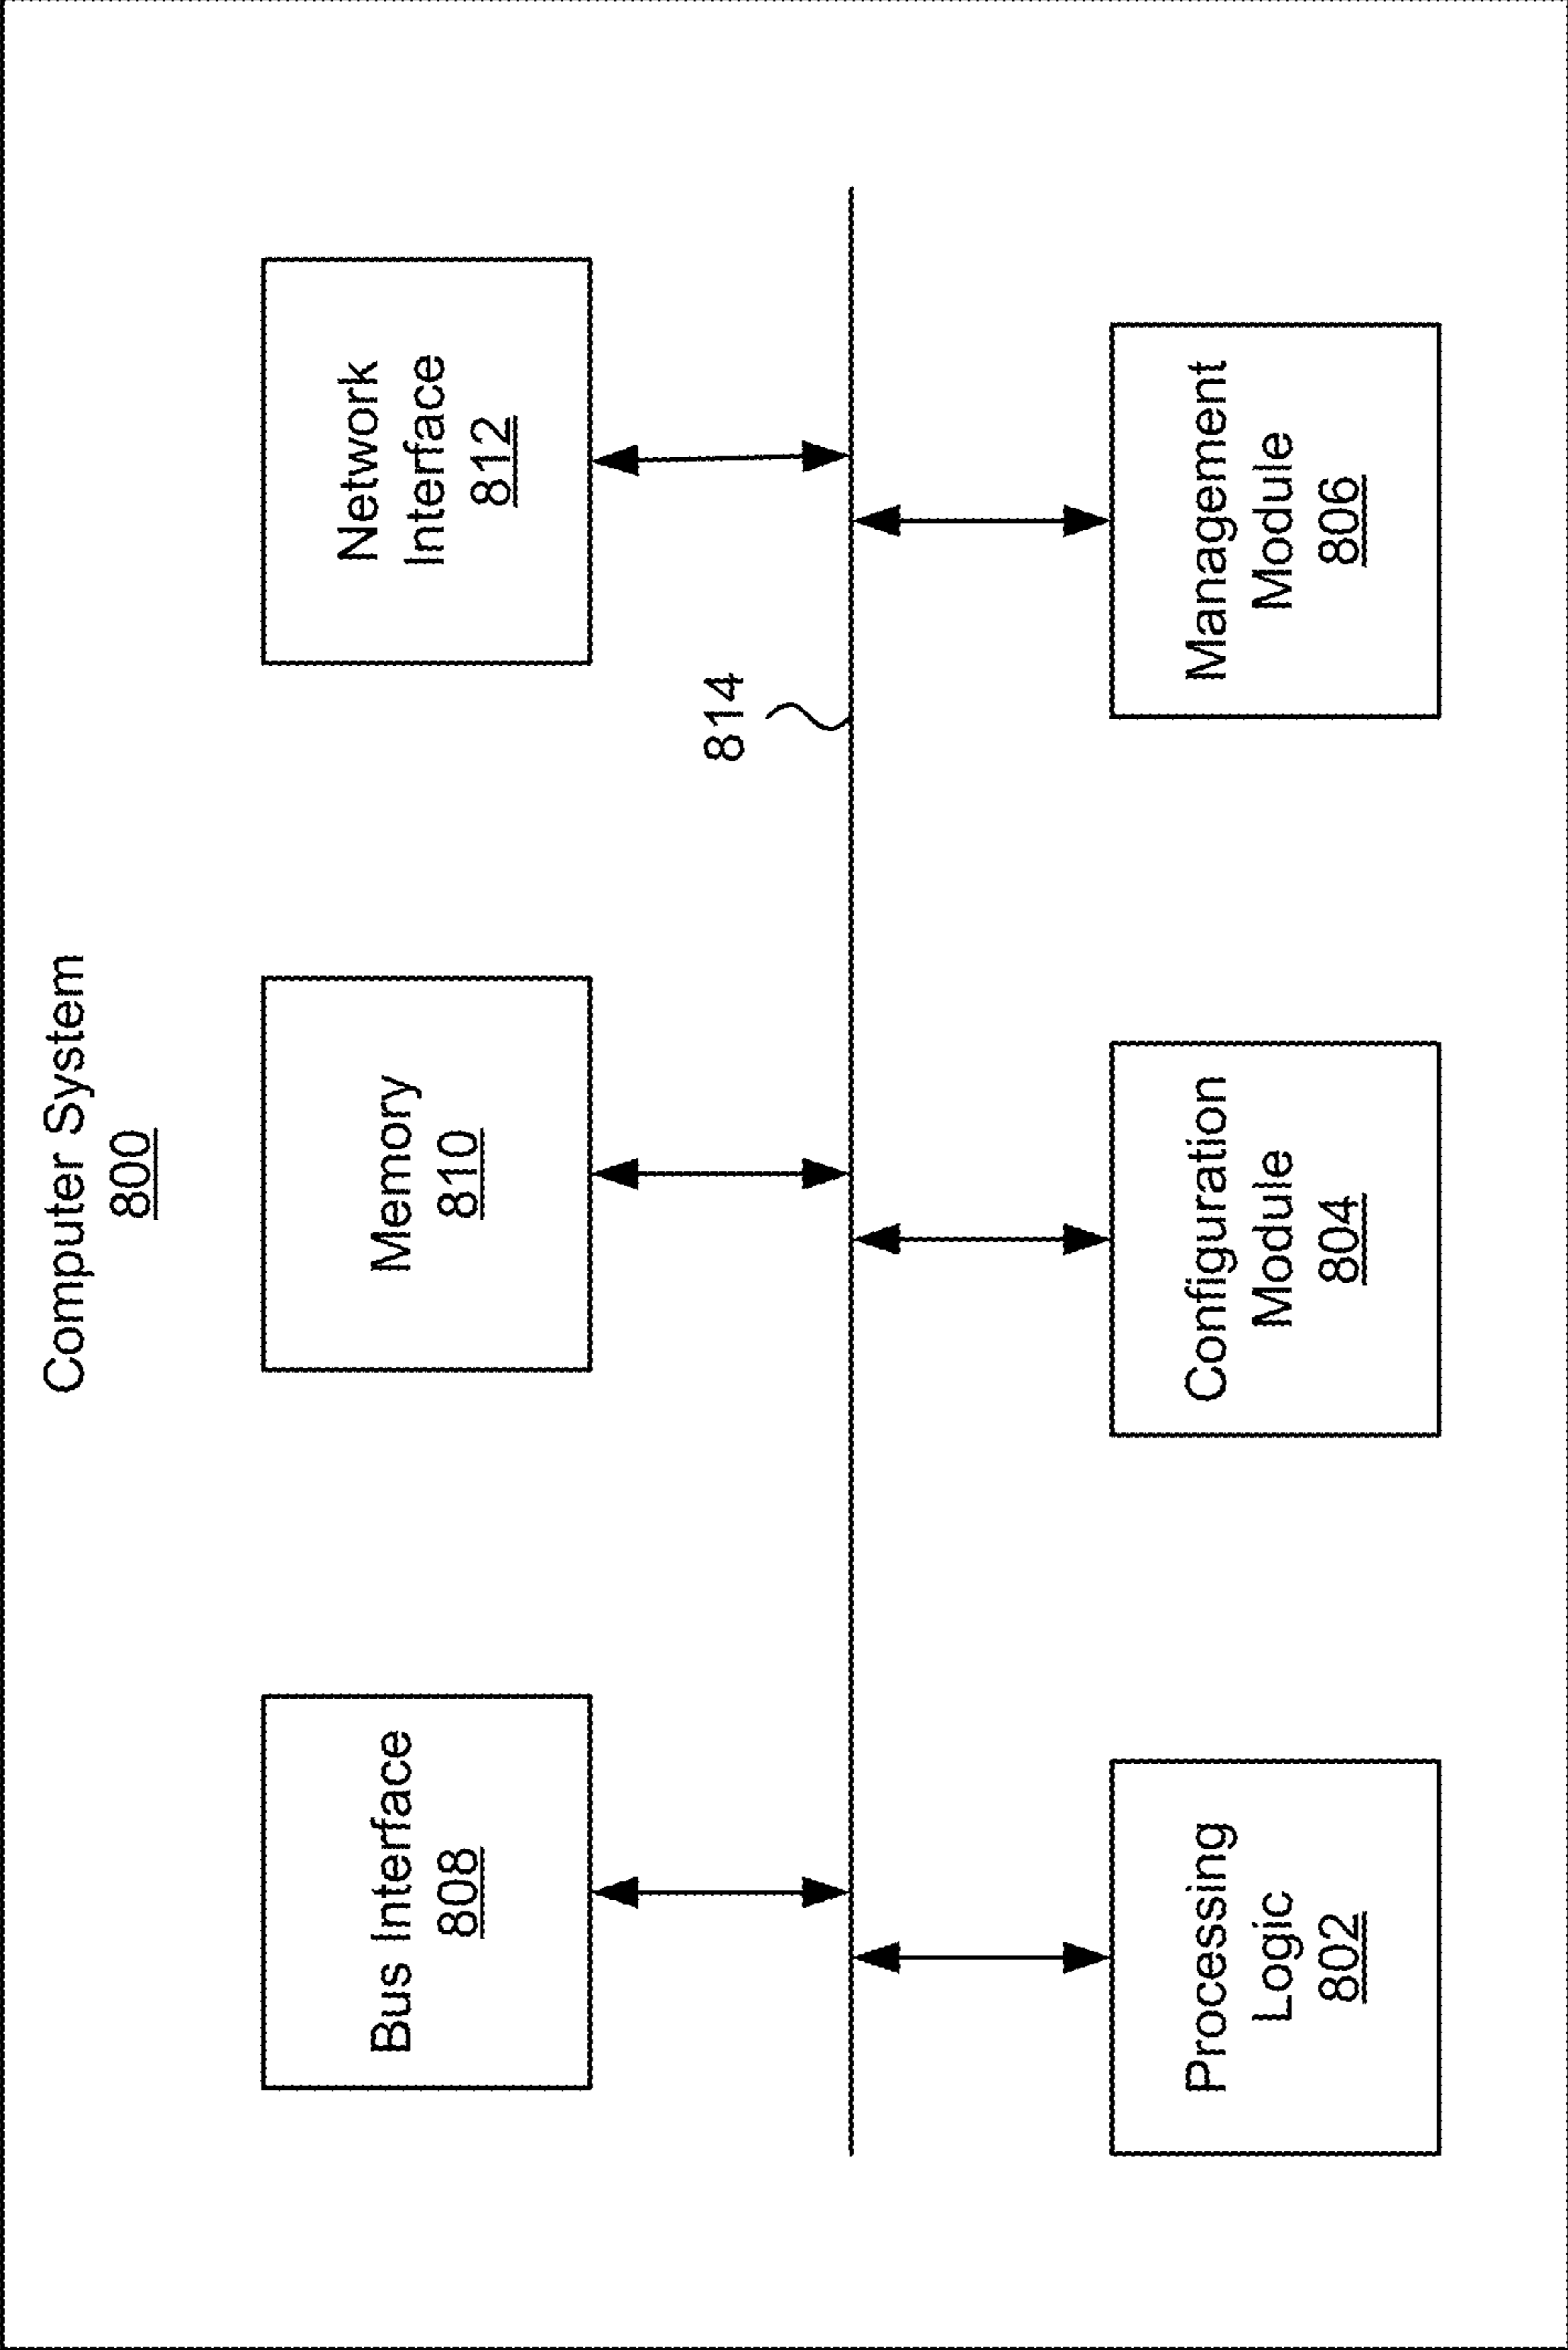 Computer System
800
Bus Interface
808
Memory
810
Network
Interface
812
814
Processing
Logic
802
Configuration
Module
804
Management
Module
806